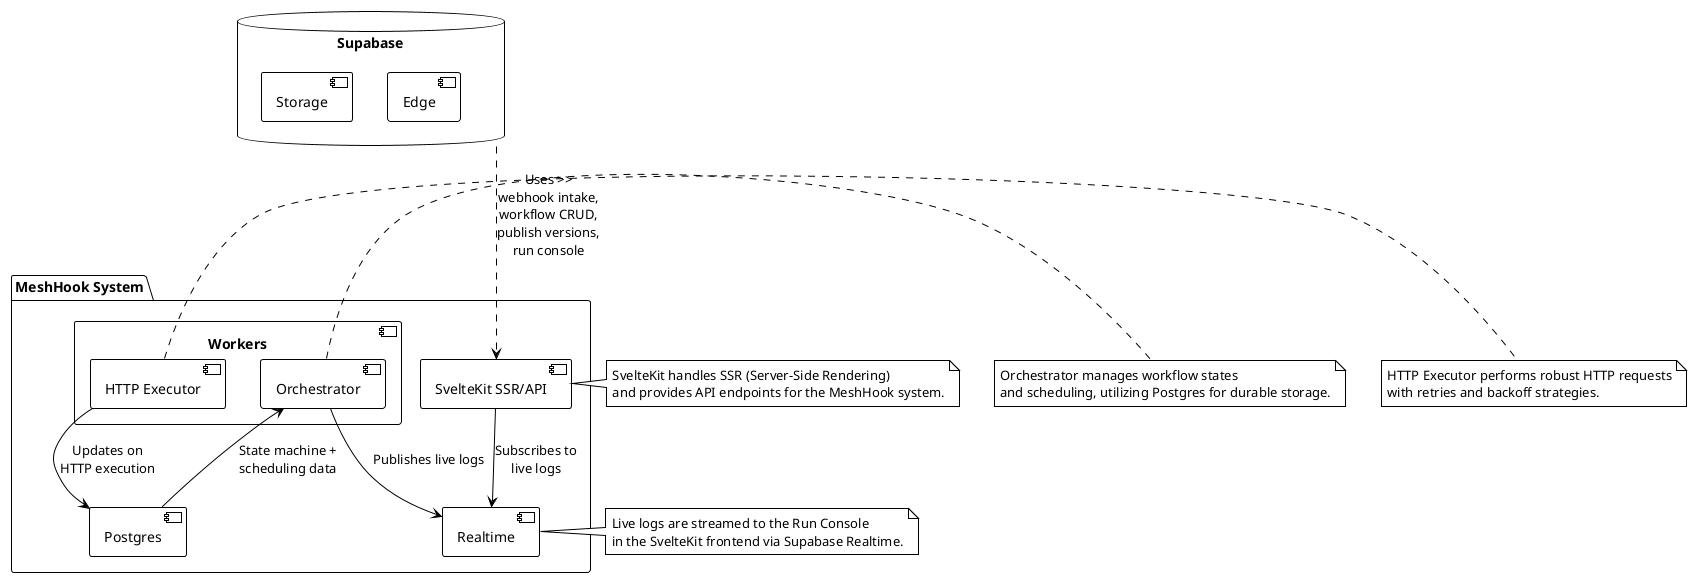 Supabase
Storage
Edge
Uses >>
webhook intake,
workflow CRUD,
publish versions,
run console
MeshHook System
Workers
HTTP Executor
Orchestrator
SvelteKit SSR/API
SvelteKit handles SSR (Server-Side Rendering)
and provides API endpoints for the MeshHook system.
Orchestrator manages workflow states
and scheduling, utilizing Postgres for durable storage.
HTTP Executor performs robust HTTP requests
with retries and backoff strategies.
Updates on
HTTP execution
State machine +
scheduling data
Publishes live logs
Subscribes to
live logs
Postgres
Realtime
Live logs are streamed to the Run Console
in the SvelteKit frontend via Supabase Realtime.